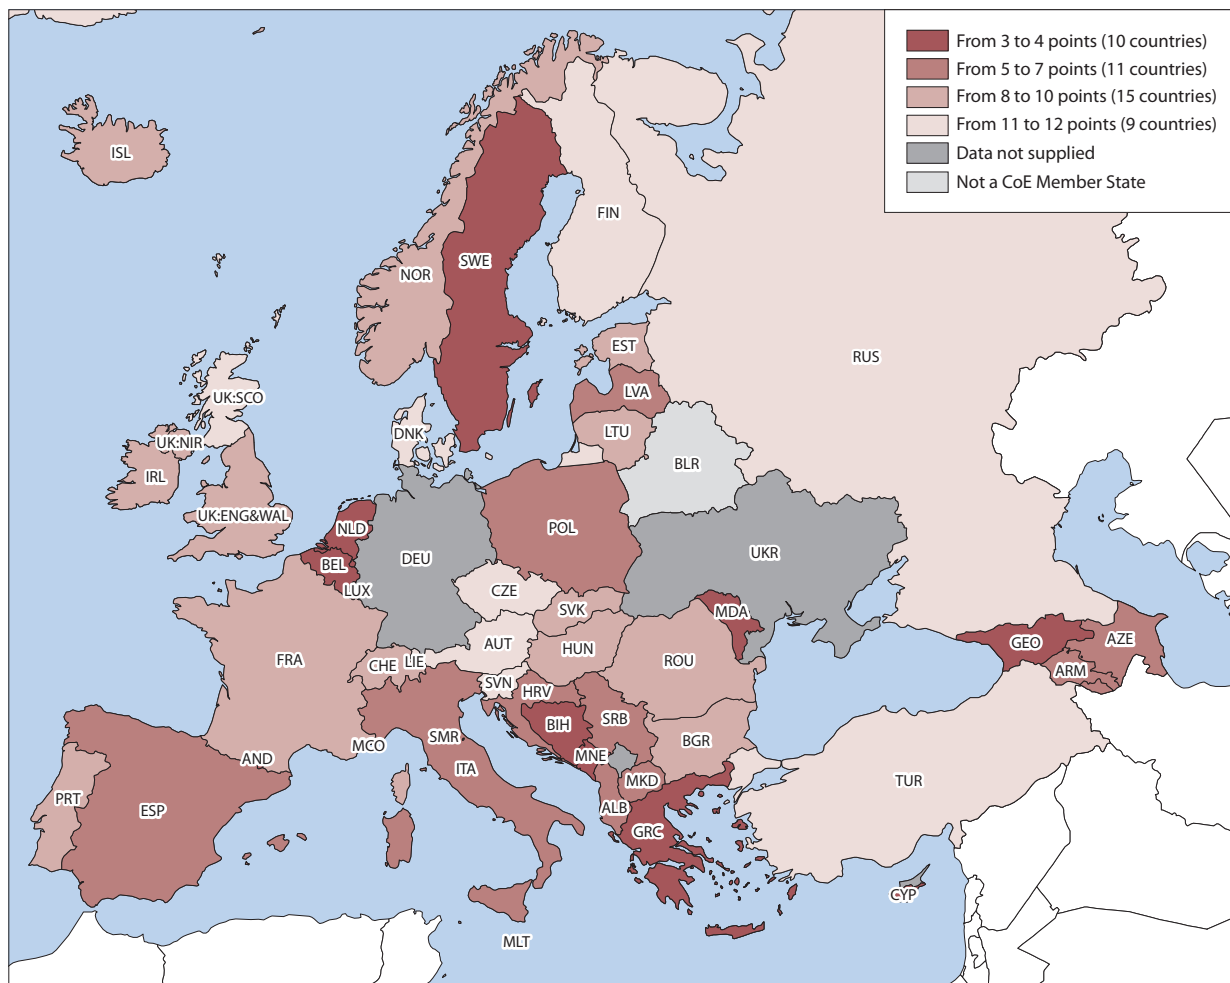 From 3 to 4 points (10 countries)
From 5 to 7 points (11 countries)
From 8 to 10 points (15 countries)
From 11 to 12 points (9 countries)
Data not supplied
Not a CoE Member State
ISL
FIN
SWE
NOR
EST
RUS
LVA
UK:SCO
DNK
LTU
UK:NIR
BLR
IRL
UK:ENG&WAL
NLD
POL
UKR
DEU
BEL
LUX
CZE
SVK
MDA
AUT
GEO
AZE
HUN
FRA
CHE
LIE
ROU
ARM
SVN
HRV
BIH
SRB
SMR
BGR
MCO
MNE
AND
ITA
MKD
TUR
PRT
ESP
ALB
GRC
CYP
MLT